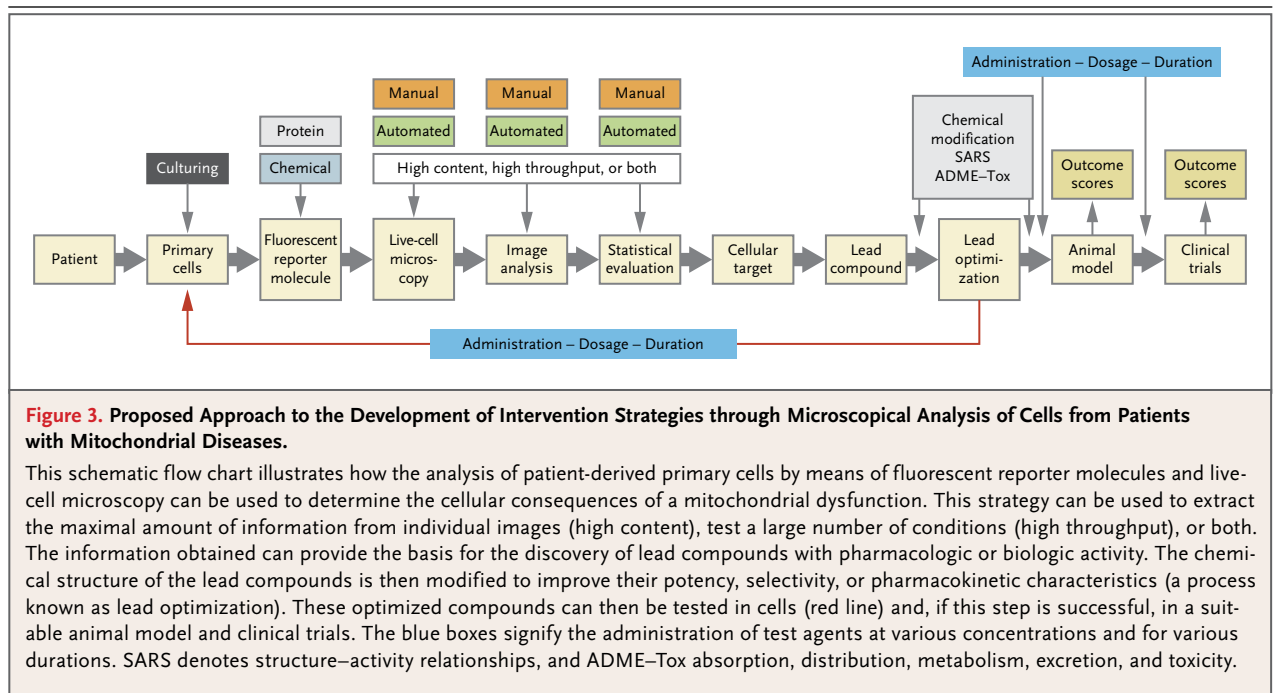 Administration – Dosage – Duration
Manual
Manual
Manual
Chemical
modification
SARS
ADME–Tox
Protein
Automated
Automated
Automated
Culturing
Chemical
High content, high throughput, or both
Outcome
scores
Outcome
scores
Patient
Primary
cells
Fluorescent
reporter
molecule
Live-cell
micros-
copy
Image
analysis
Statistical
evaluation
Cellular
target
Lead
compound
Lead
optimi-
zation
Animal
model
Clinical
trials
Administration – Dosage – Duration
Figure 3. Proposed Approach to the Development of Intervention Strategies through Microscopical Analysis of Cells from Patients
with Mitochondrial Diseases.
This schematic flow chart illustrates how the analysis of patient-derived primary cells by means of fluorescent reporter molecules and live-
cell microscopy can be used to determine the cellular consequences of a mitochondrial dysfunction. This strategy can be used to extract
the maximal amount of information from individual images (high content), test a large number of conditions (high throughput), or both.
The information obtained can provide the basis for the discovery of lead compounds with pharmacologic or biologic activity. The chemi-
cal structure of the lead compounds is then modified to improve their potency, selectivity, or pharmacokinetic characteristics (a process
known as lead optimization). These optimized compounds can then be tested in cells (red line) and, if this step is successful, in a suit-
able animal model and clinical trials. The blue boxes signify the administration of test agents at various concentrations and for various
durations. SARS denotes structure–activity relationships, and ADME–Tox absorption, distribution, metabolism, excretion, and toxicity.